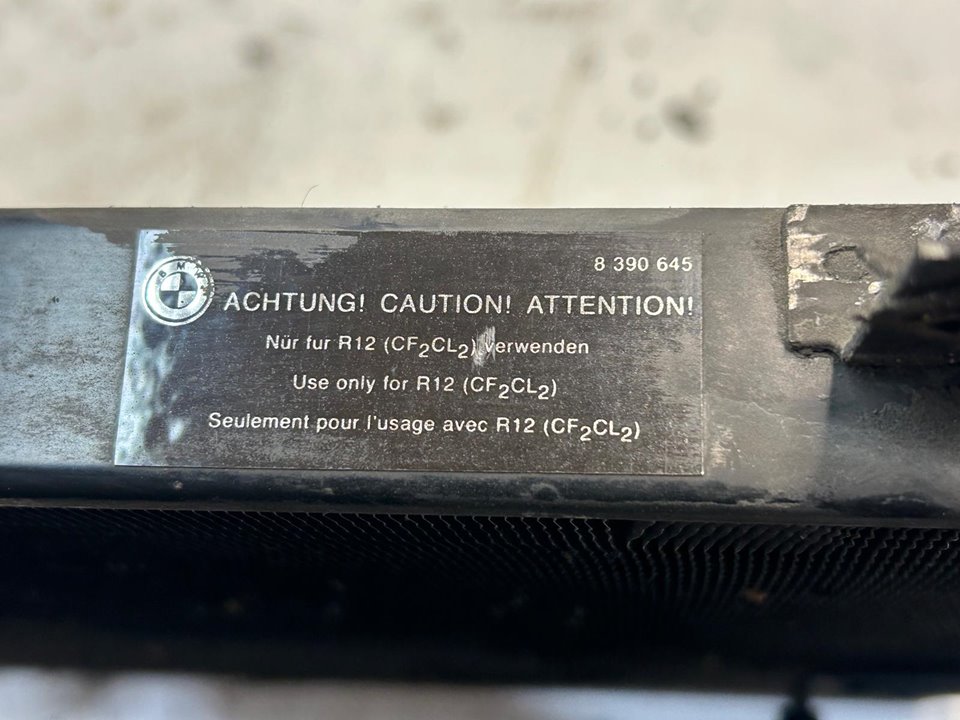 8 390 645
BMW
ACHTUNG! CAUTION! ATTENTION!
Nür fur R12 (CF₂CL₂) verwenden
Use only for R12 (CF₂CL₂)
Seulement pour l'usage avec R12 (CF₂CL₂)